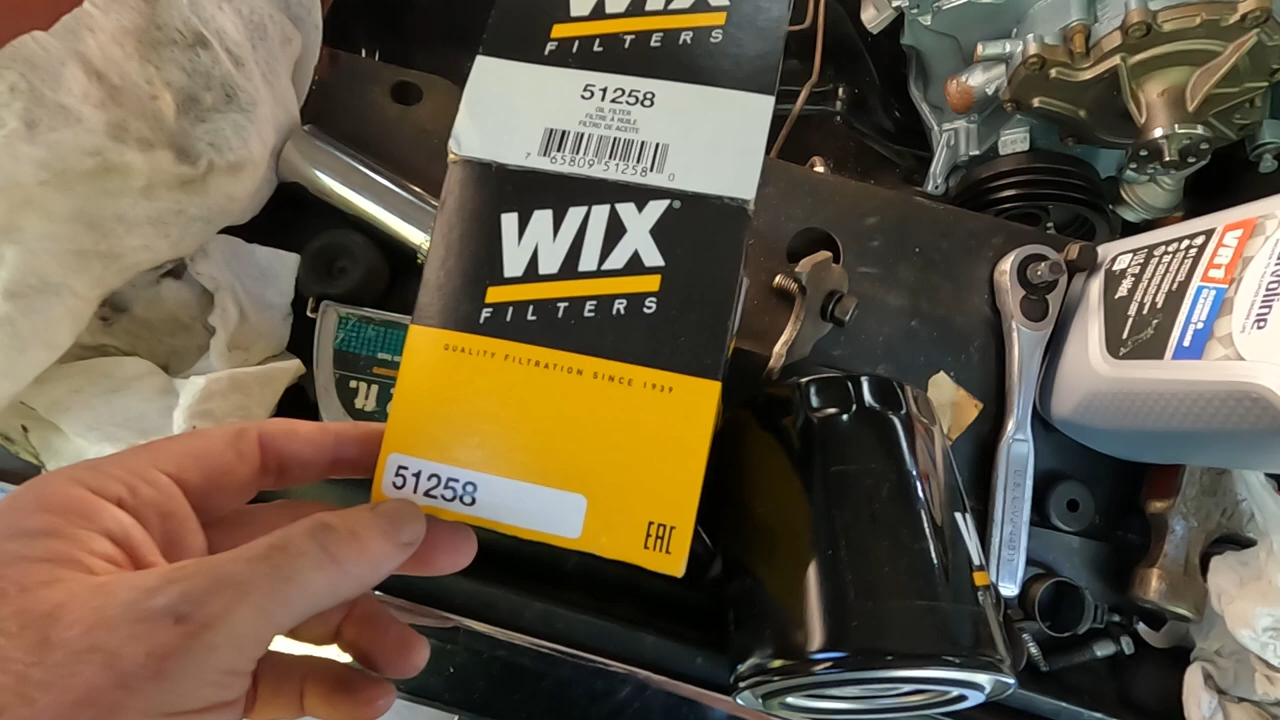 WIX
FILTERS
51258
OIL FILTER
FILTRE À HUILE
FILTRO DE ACEITE
7 65809 51258 0
WIX®
FILTERS
QUALITY FILTRATION SINCE 1939
51258
EAC
ft.
VR1